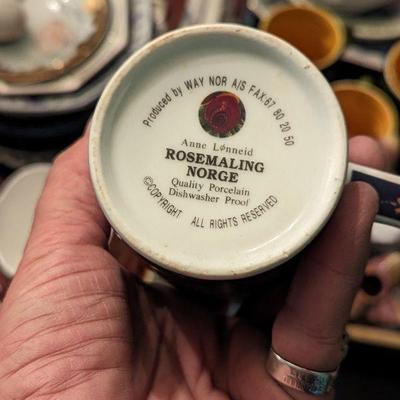 Produced by WAY NOR A/S FAX:67 80 20 50
Anne Lønneid
ROSEMALING
NORGE
Quality Porcelain
Dishwasher Proof
©COPYRIGHT ALL RIGHTS RESERVED